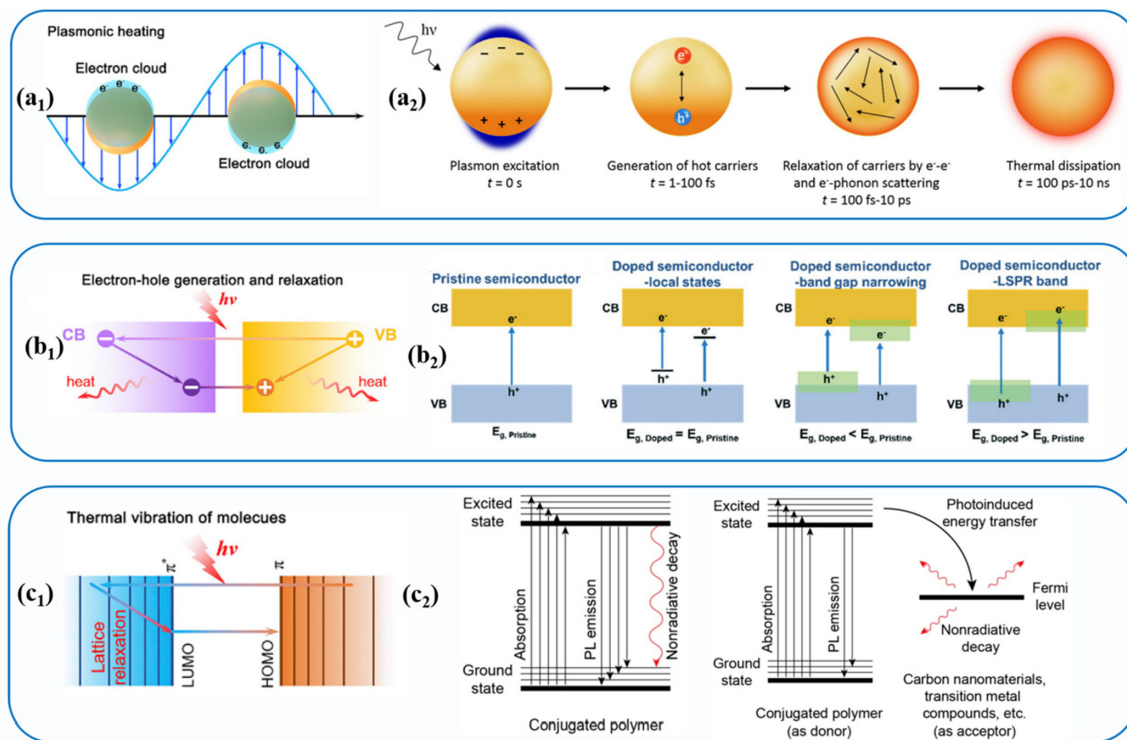 Plasmonic heating
Electron cloud
e- e- e-
(a1)
e- e- e-
Electron cloud
hν
(a2)
- - -
+ + +
e-
h+
Plasmon excitation
t = 0 s
Generation of hot carriers
t = 1-100 fs
Relaxation of carriers by e⁻-e⁻
and e⁻-phonon scattering
t = 100 fs-10 ps
Thermal dissipation
t = 100 ps-10 ns
Electron-hole generation and relaxation
hν
(b1)
CB
VB
heat
heat
(b2)
Pristine semiconductor
CB
e-
h+
VB
Eg, Pristine
Doped semiconductor
-local states
CB
e-
e-
h+
VB
Eg, Doped = Eg, Pristine
Doped semiconductor
-band gap narrowing
CB
e-
e-
h+
h+
VB
Eg, Doped < Eg, Pristine
Doped semiconductor
-LSPR band
CB
e-
e-
h+
h+
VB
Eg, Doped > Eg, Pristine
Thermal vibration of molecues
hν
(c1)
π*
π
Lattice
relaxation
LUMO
HOMO
(c2)
Excited
state
Absorption
PL emission
Nonradiative decay
Ground
state
Conjugated polymer
Excited
state
Absorption
PL emission
Ground
state
Conjugated polymer
(as donor)
Photoinduced
energy transfer
Fermi
level
Nonradiative
decay
Carbon nanomaterials,
transition metal
compounds, etc.
(as acceptor)